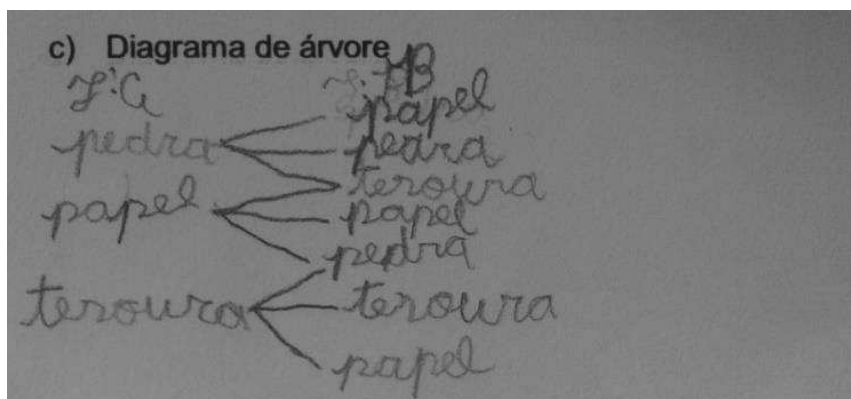 c) Diagrama de árvore
J:A J:B
papel
pedra pedra
tesoura
papel papel
pedra
tesoura tesoura
papel